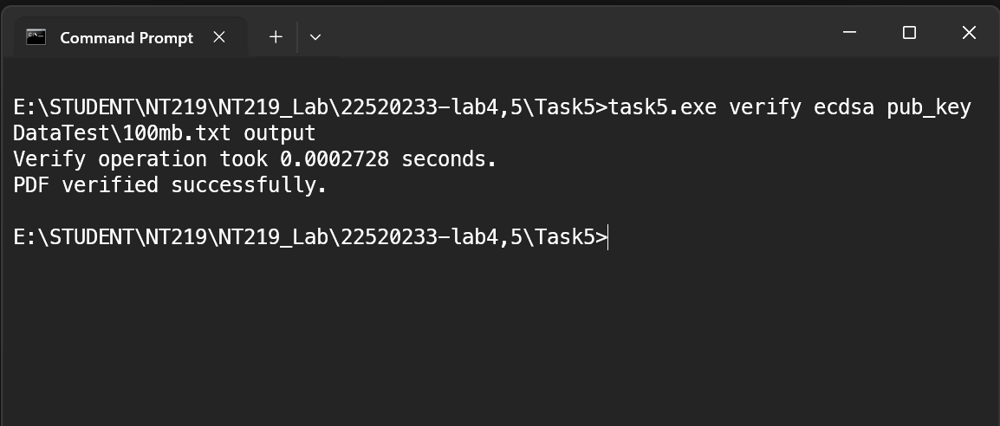 Command Prompt
E:\STUDENT\NT219\NT219_Lab\22520233-lab4,5\Task5>task5.exe verify ecdsa pub_key
DataTest\100mb.txt output
Verify operation took 0.0002728 seconds.
PDF verified successfully.
E:\STUDENT\NT219\NT219_Lab\22520233-lab4,5\Task5>